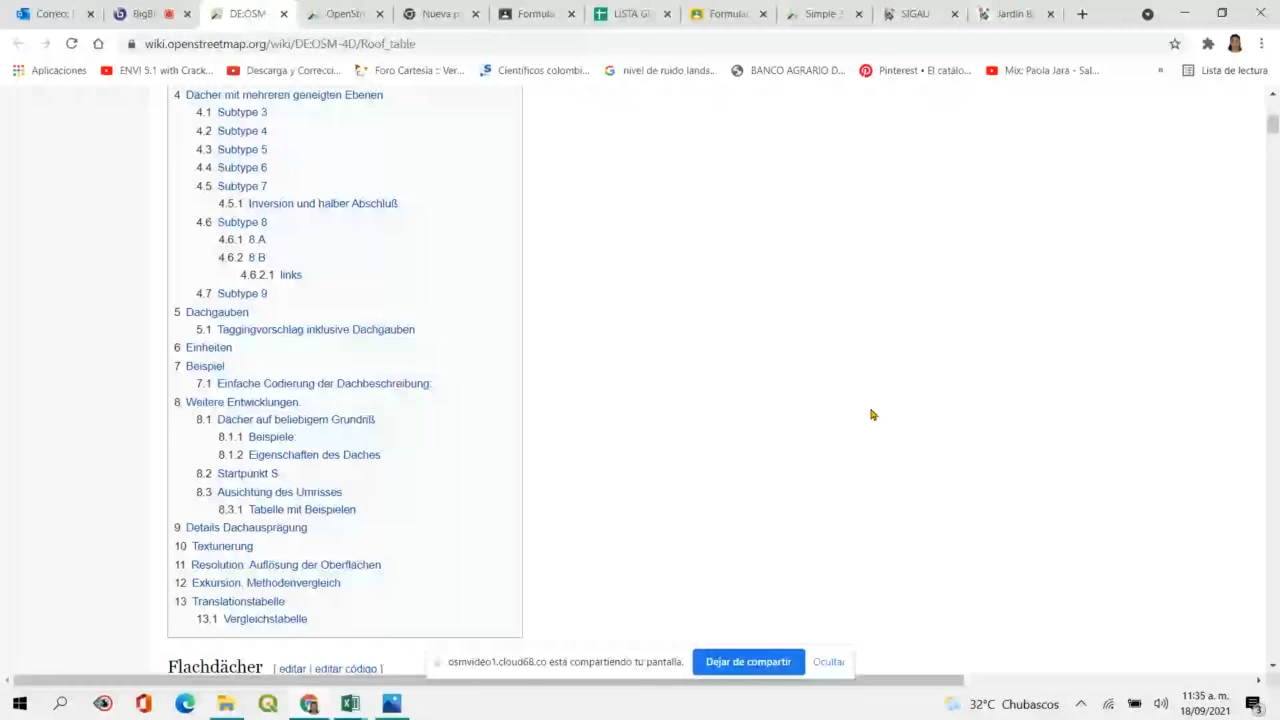 Correo: I
BigBl
DE:OSM-
OpenStr
Nueva p
Formula
LISTA G
Formula
Simple 3
SIGAU
Jardin B
wiki.openstreetmap.org/wiki/DE:OSM-4D/Roof_table
Aplicaciones
ENVI 5.1 with Crack...
Descarga y Correcci...
Foro Cartesia :: Ver...
Científicos colombi...
nivel de ruido lands...
BANCO AGRARIO D...
Pinterest • El catálo...
Mix: Paola Jara - Sal...
»
Lista de lectura
4 Dächer mit mehreren geneigten Ebenen
4.1 Subtype 3
4.2 Subtype 4
4.3 Subtype 5
4.4 Subtype 6
4.5 Subtype 7
4.5.1 Inversion und halber Abschluß
4.6 Subtype 8
4.6.1 8 A
4.6.2 8 B
4.6.2.1 links
4.7 Subtype 9
5 Dachgauben
5.1 Taggingvorschlag inklusive Dachgauben
6 Einheiten
7 Beispiel
7.1 Einfache Codierung der Dachbeschreibung:
8 Weitere Entwicklungen.
8.1 Dächer auf beliebigem Grundriß
8.1.1 Beispiele:
8.1.2 Eigenschaften des Daches
8.2 Startpunkt S
8.3 Ausichtung des Umrisses
8.3.1 Tabelle mit Beispielen
9 Details Dachausprägung
10 Texturierung
11 Resolution. Auflösung der Oberflächen
12 Exkursion. Methodenvergleich
13 Translationstabelle
13.1 Vergleichstabelle
Flachdächer [ editar | editar código ]
osmvideo1.cloud68.co está compartiendo tu pantalla.
Dejar de compartir
Ocultar
32°C Chubascos
11:35 a. m.
18/09/2021
3